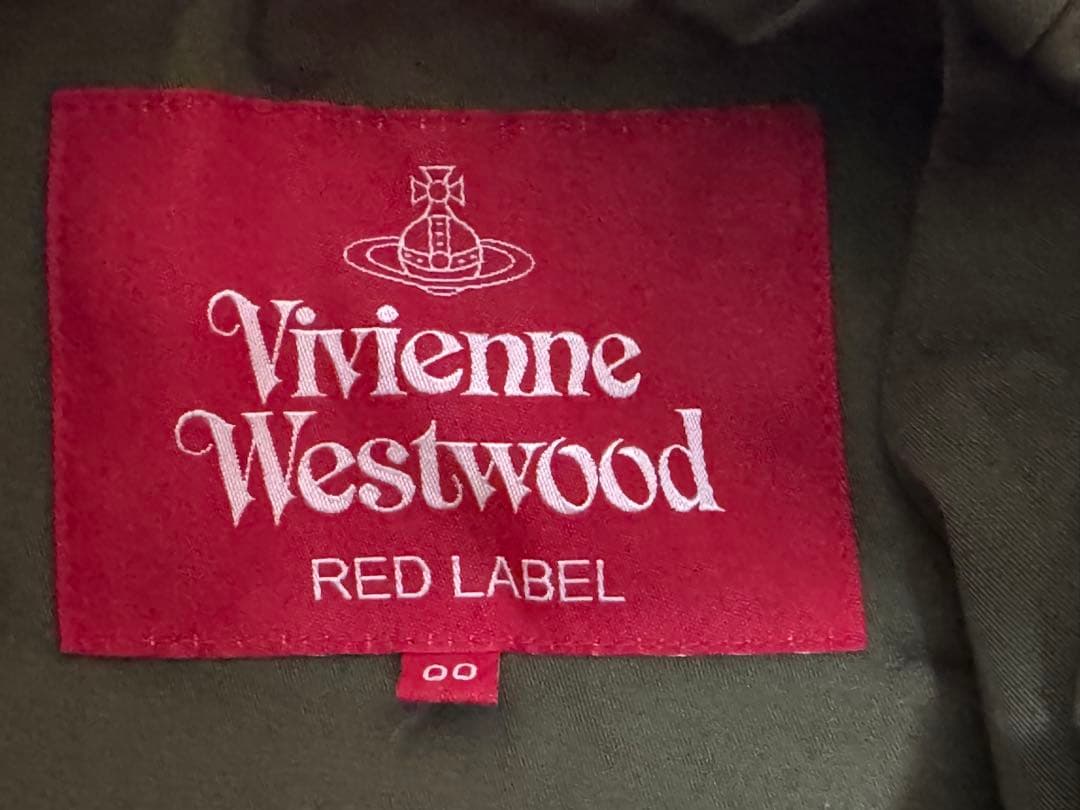 Vivienne
Westwood
RED LABEL
00